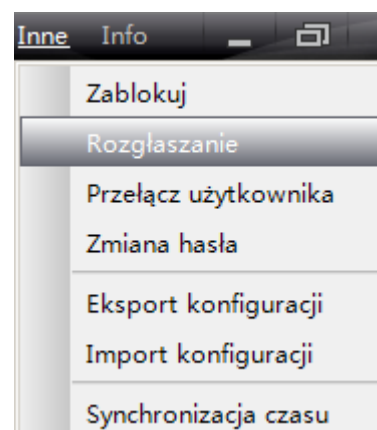 Inne Info
Zablokuj
Rozgłaszanie
Przełącz użytkownika
Zmiana hasła
Eksport konfiguracji
Import konfiguracji
Synchronizacja czasu